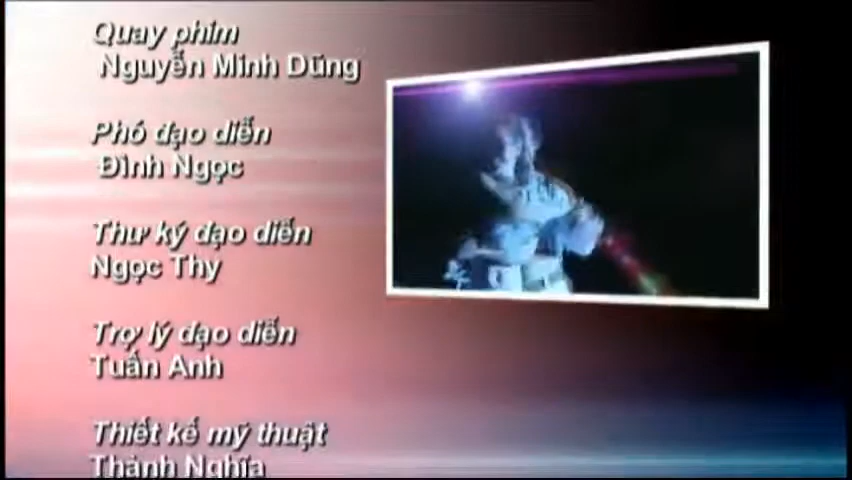 Quay phim
Nguyễn Minh Dũng
Phó đạo diễn
Đình Ngọc
Thư ký đạo diễn
Ngọc Thy
Trợ lý đạo diễn
Tuấn Anh
Thiết kế mỹ thuật
Thành Nghĩa